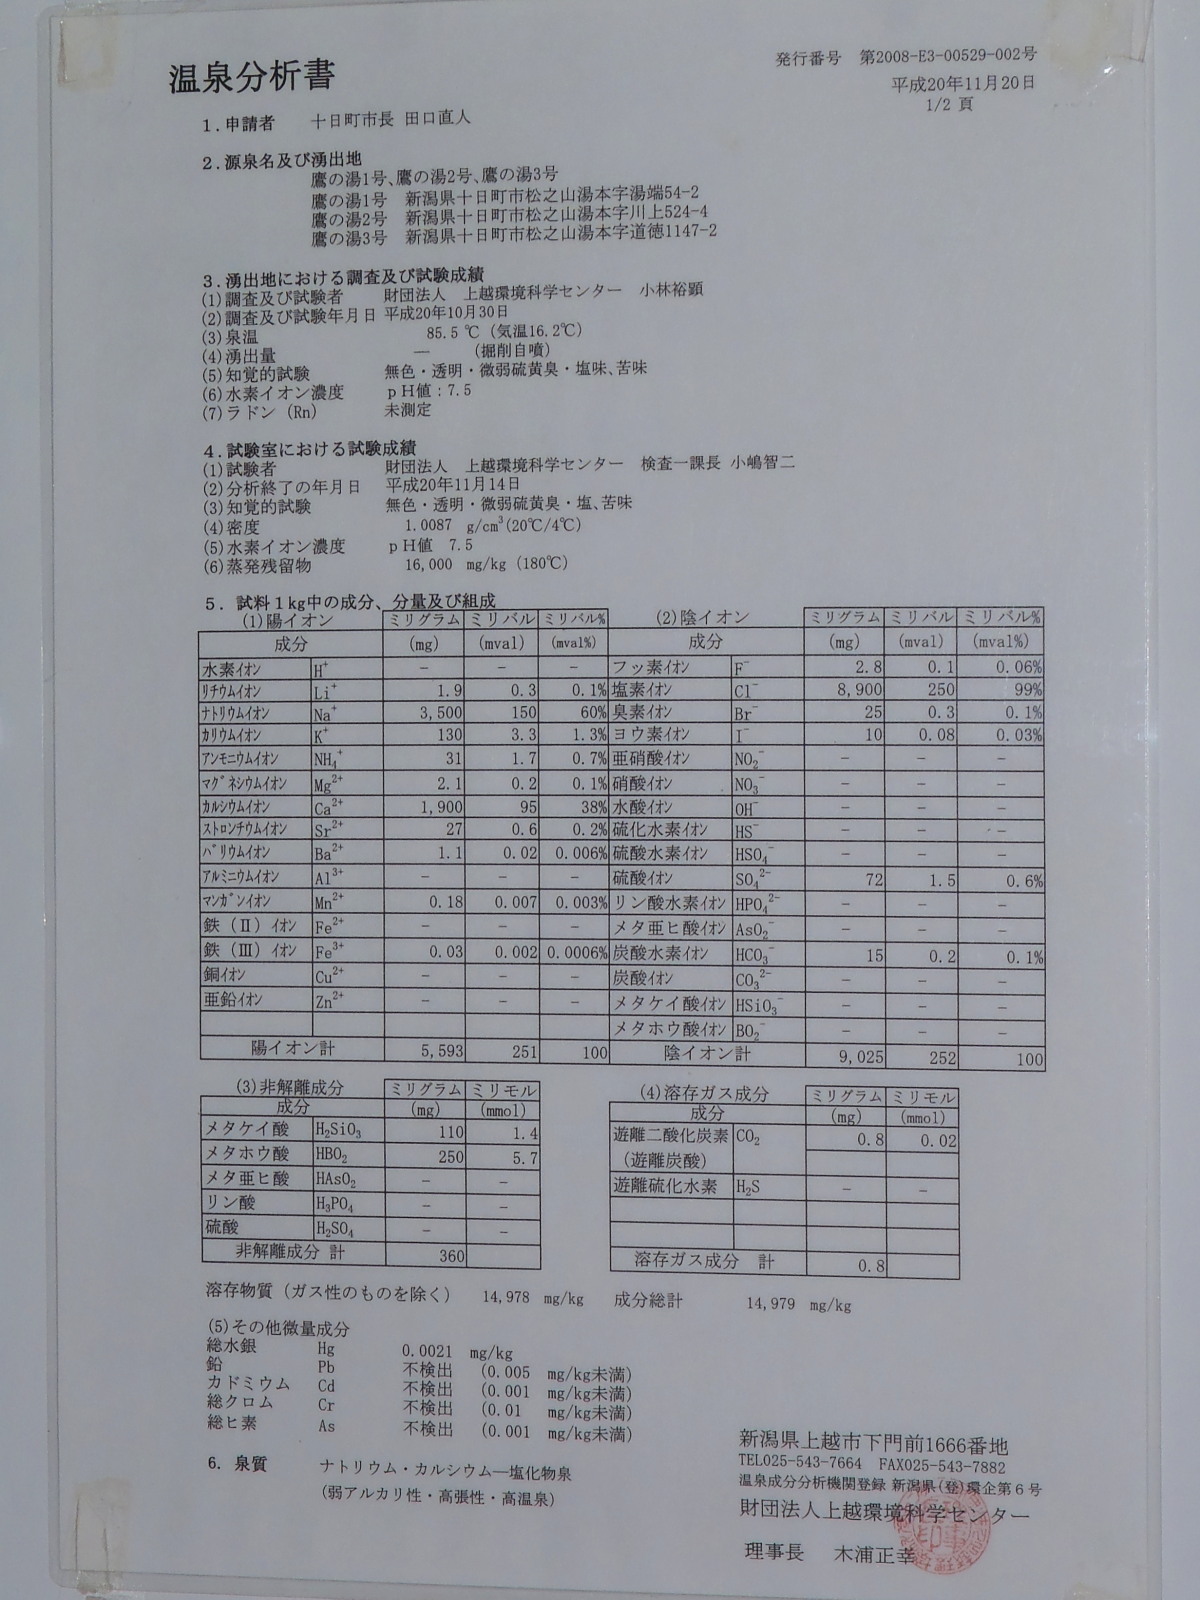 発行番号 第2008-E3-00529-002号
温泉分析書
平成20年11月20日
1/2 頁
1.申請者 十日町市長 田口直人
2.源泉名及び湧出地
鷹の湯1号、鷹の湯2号、鷹の湯3号
鷹の湯1号 新潟県十日町市松之山湯本字湯端54-2
鷹の湯2号 新潟県十日町市松之山湯本字川上524-4
鷹の湯3号 新潟県十日町市松之山湯本字道徳1147-2
3.湧出地における調査及び試験成績
(1)調査及び試験者 財団法人 上越環境科学センター 小林裕顕
(2)調査及び試験年月日 平成20年10月30日
(3)泉温 85.5 ℃ (気温16.2℃)
(4)湧出量 ― (掘削自噴)
(5)知覚的試験 無色・透明・微弱硫黄臭・塩味、苦味
(6)水素イオン濃度 pH値:7.5
(7)ラドン (Rn) 未測定
4.試験室における試験成績
(1)試験者 財団法人 上越環境科学センター 検査一課長 小嶋智二
(2)分析終了の年月日 平成20年11月14日
(3)知覚的試験 無色・透明・微弱硫黄臭・塩、苦味
(4)密度 1.0087 g/cm³(20℃/4℃)
(5)水素イオン濃度 pH値 7.5
(6)蒸発残留物 16,000 mg/kg (180℃)
5. 試料1kg中の成分、分量及び組成
(1)陽イオン ミリグラム ミリバル ミリバル% (2)陰イオン ミリグラム ミリバル ミリバル%
成分 (mg) (mval) (mval%) 成分 (mg) (mval) (mval%)
水素イオン H⁺ － － － フッ素イオン F⁻ 2.8 0.1 0.06%
リチウムイオン Li⁺ 1.9 0.3 0.1% 塩素イオン Cl⁻ 8,900 250 99%
ナトリウムイオン Na⁺ 3,500 150 60% 臭素イオン Br⁻ 25 0.3 0.1%
カリウムイオン K⁺ 130 3.3 1.3% ヨウ素イオン I⁻ 10 0.08 0.03%
アンモニウムイオン NH₄⁺ 31 1.7 0.7% 亜硝酸イオン NO₂⁻ － － －
マグネシウムイオン Mg²⁺ 2.1 0.2 0.1% 硝酸イオン NO₃⁻ － － －
カルシウムイオン Ca²⁺ 1,900 95 38% 水酸イオン OH⁻ － － －
ストロンチウムイオン Sr²⁺ 27 0.6 0.2% 硫化水素イオン HS⁻ － － －
バリウムイオン Ba²⁺ 1.1 0.02 0.006% 硫酸水素イオン HSO₄⁻ － － －
アルミニウムイオン Al³⁺ － － － 硫酸イオン SO₄²⁻ 72 1.5 0.6%
マンガンイオン Mn²⁺ 0.18 0.007 0.003% リン酸水素イオン HPO₄²⁻ － － －
鉄 (Ⅱ) イオン Fe²⁺ － － － メタ亜ヒ酸イオン AsO₂⁻ － － －
鉄 (Ⅲ) イオン Fe³⁺ 0.03 0.002 0.0006% 炭酸水素イオン HCO₃⁻ 15 0.2 0.1%
銅イオン Cu²⁺ － － － 炭酸イオン CO₃²⁻ － － －
亜鉛イオン Zn²⁺ － － － メタケイ酸イオン HSiO₃⁻ － － －
メタホウ酸イオン BO₂⁻ － － －
陽イオン計 5,593 251 100 陰イオン計 9,025 252 100
(3)非解離成分 ミリグラム ミリモル (4)溶存ガス成分 ミリグラム ミリモル
成分 (mg) (mmol) 成分 (mg) (mmol)
メタケイ酸 H₂SiO₃ 110 1.4 遊離二酸化炭素 CO₂ 0.8 0.02
メタホウ酸 HBO₂ 250 5.7 (遊離炭酸)
メタ亜ヒ酸 HAsO₂ － － 遊離硫化水素 H₂S － －
リン酸 H₃PO₄ － －
硫酸 H₂SO₄ － －
非解離成分 計 360 溶存ガス成分 計 0.8
溶存物質 (ガス性のものを除く) 14,978 mg/kg 成分総計 14,979 mg/kg
(5)その他微量成分
総水銀 Hg 0.0021 mg/kg
鉛 Pb 不検出 (0.005 mg/kg未満)
カドミウム Cd 不検出 (0.001 mg/kg未満)
総クロム Cr 不検出 (0.01 mg/kg未満)
総ヒ素 As 不検出 (0.001 mg/kg未満)
6. 泉質 ナトリウム・カルシウム―塩化物泉
(弱アルカリ性・高張性・高温泉)
新潟県上越市下門前1666番地
TEL025-543-7664 FAX025-543-7882
温泉成分分析機関登録 新潟県(登)環企第6号
財団法人上越環境科学センター
理事長 木浦正幸